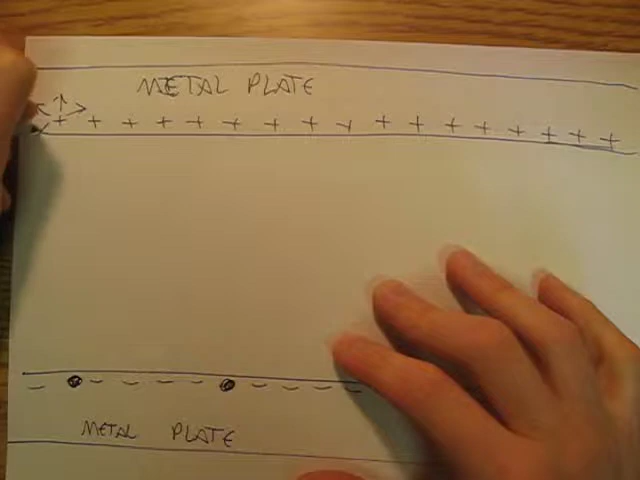 METAL PLATE
+ + + + + + + + + + + + + + + + +
- - - - - - - -
METAL PLATE